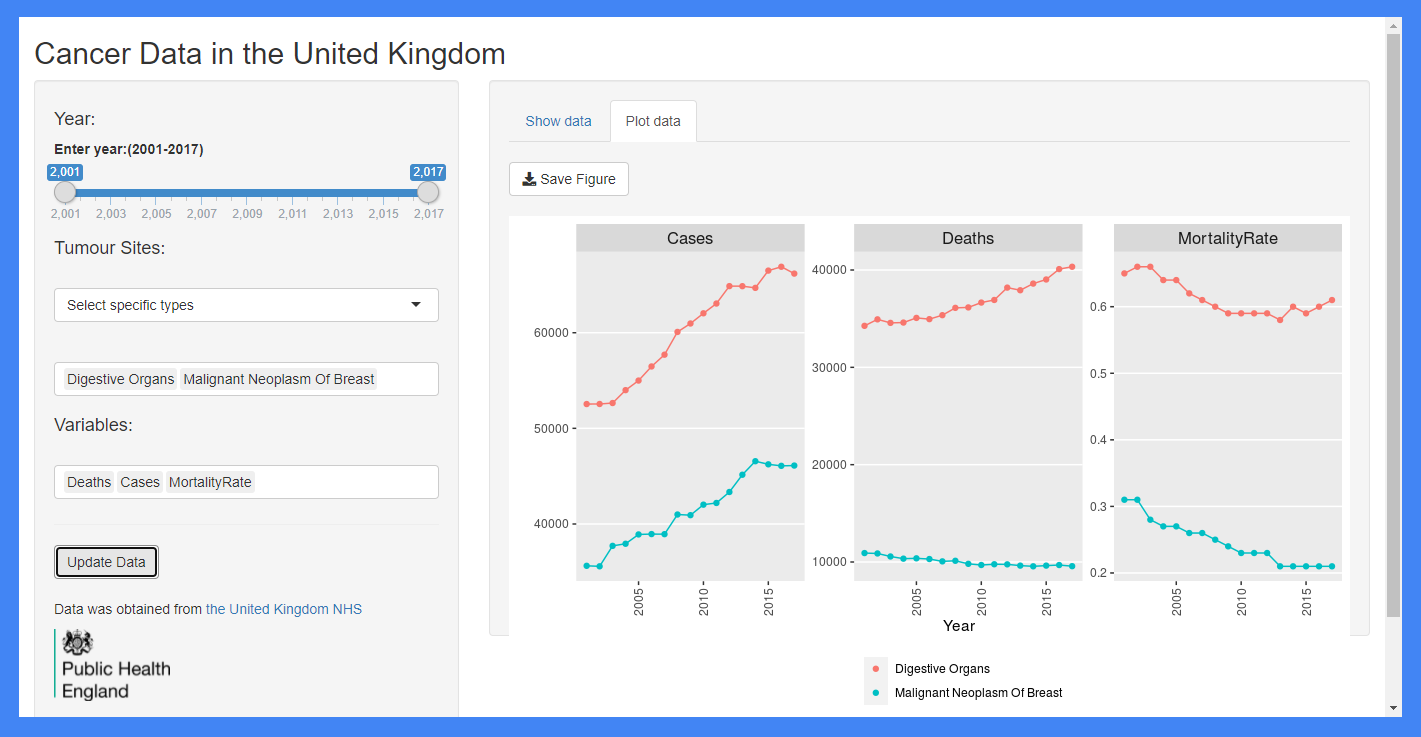 Cancer Data in the United Kingdom
Year:
Enter year:(2001-2017)
2,001 2,017
2,001 2,003 2,005 2,007 2,009 2,011 2,013 2,015 2,017
Tumour Sites:
Select specific types
Digestive Organs Malignant Neoplasm Of Breast
Variables:
Deaths Cases MortalityRate
Update Data
Data was obtained from the United Kingdom NHS
Public Health
England
Show data Plot data
Save Figure
Cases
60000
50000
40000
2005 2010 2015
Deaths
40000
30000
20000
10000
2005 2010 2015
MortalityRate
0.6
0.5
0.4
0.3
0.2
2005 2010 2015
Year
Digestive Organs
Malignant Neoplasm Of Breast